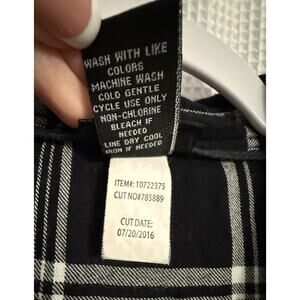 WASH WITH LIKE
COLORS
MACHINE WASH
COLD GENTLE
CYCLE USE ONLY
NON-CHLORINE
BLEACH IF
NEEDED
LINE DRY COOL
IRON IF NEEDED
ITEM#:10722375
CUT NO#785889
CUT DATE:
07/20/2016